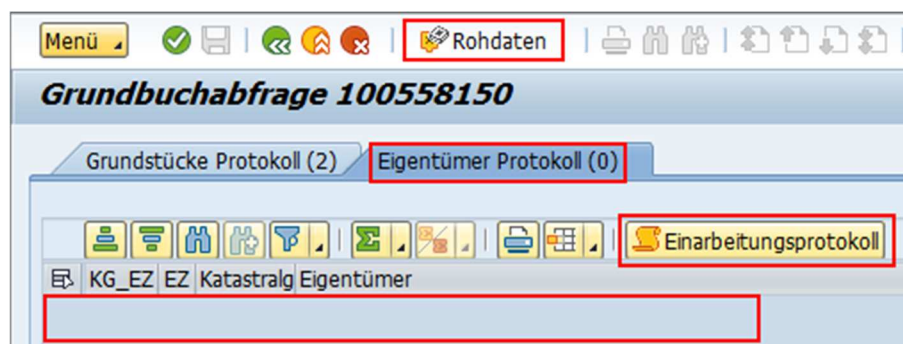 Menü Rohdaten
Grundbuchabfrage 100558150
Grundstücke Protokoll (2) Eigentümer Protokoll (0)
Einarbeitungsprotokoll
KG_EZ EZ Katastralg Eigentümer